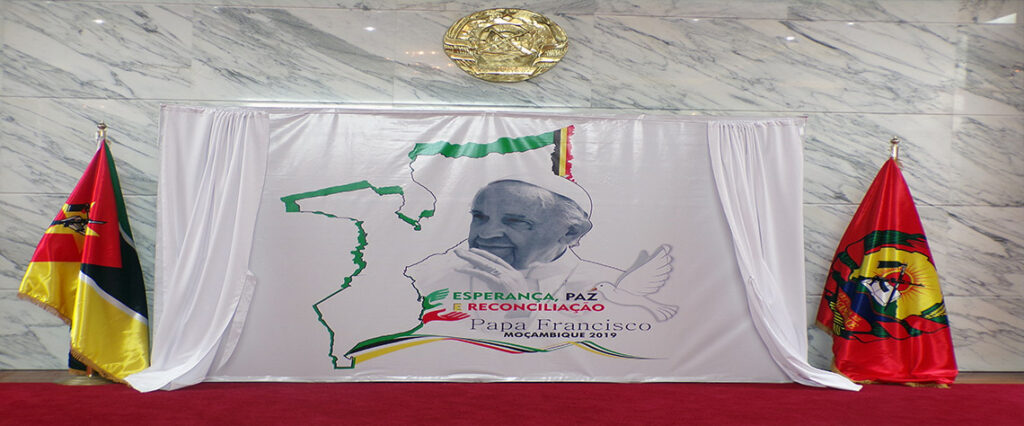 ESPERANÇA, PAZ
E RECONCILIAÇÃO
Papa Francisco
MOÇAMBIQUE 2019